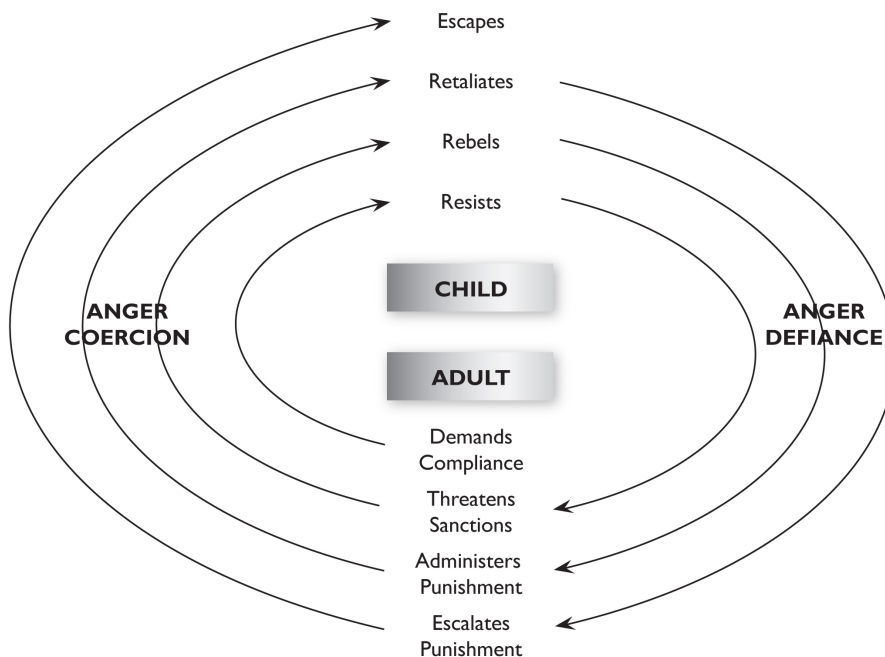 Escapes
Retaliates
Rebels
Resists
CHILD
ANGER
COERCION
ANGER
DEFIANCE
ADULT
Demands
Compliance
Threatens
Sanctions
Administers
Punishment
Escalates
Punishment